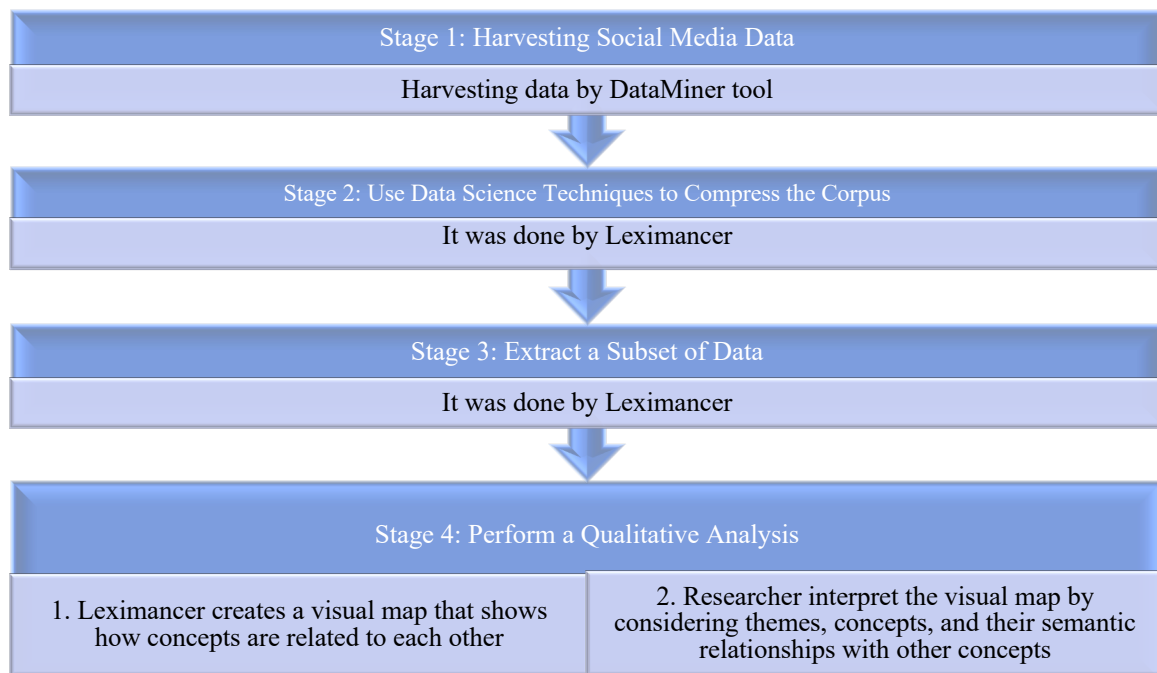 Stage 1: Harvesting Social Media Data
Harvesting data by DataMiner tool
Stage 2: Use Data Science Techniques to Compress the Corpus
It was done by Leximancer
Stage 3: Extract a Subset of Data
It was done by Leximancer
Stage 4: Perform a Qualitative Analysis
1. Leximancer creates a visual map that shows
how concepts are related to each other
2. Researcher interpret the visual map by
considering themes, concepts, and their semantic
relationships with other concepts